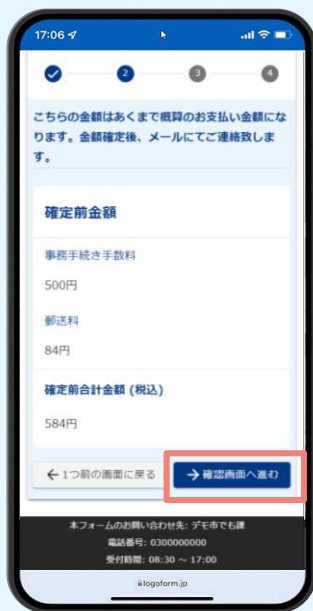 17:06
2
3
4
こちらの金額はあくまで概算のお支払い金額にな
ります。金額確定後、メールにてご連絡致しま
す。
確定前金額
事務手続き手数料
500円
郵送料
84円
確定前合計金額 (税込)
584円
← 1つ前の画面に戻る
→ 確認画面へ進む
本フォームのお問い合わせ先: デモ市でも課
電話番号: 0300000000
受付時間: 08:30 ～ 17:00
logoform.jp